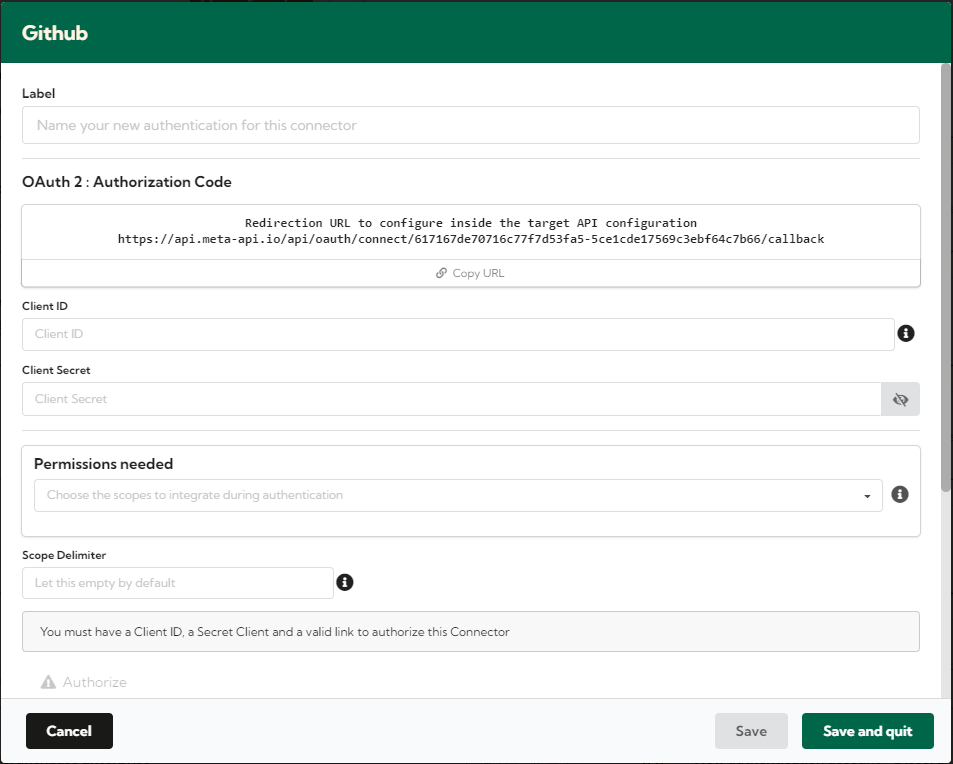 Github
Label
Name your new authentication for this connector
OAuth 2 : Authorization Code
Redirection URL to configure inside the target API configuration
https://api.meta-api.io/api/oauth/connect/617167de70716c77f7d53fa5-5ce1cde17569c3ebf64c7b66/callback
Copy URL
Client ID
Client ID
Client Secret
Client Secret
Permissions needed
Choose the scopes to integrate during authentication
Scope Delimiter
Let this empty by default
You must have a Client ID, a Secret Client and a valid link to authorize this Connector
Authorize
Cancel
Save
Save and quit